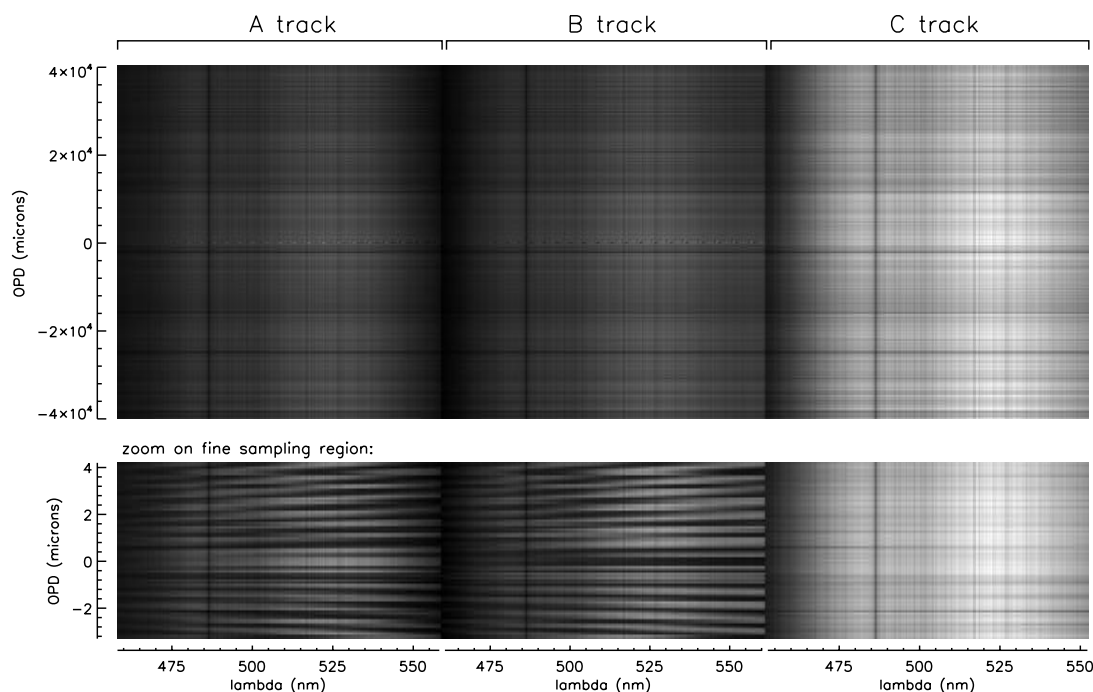 A track B track C track
4×10⁴
2×10⁴
0
−2×10⁴
−4×10⁴
OPD (microns)
zoom on fine sampling region:
4
2
0
−2
OPD (microns)
475 500 525 550 475 500 525 550 475 500 525 550
lambda (nm) lambda (nm) lambda (nm)